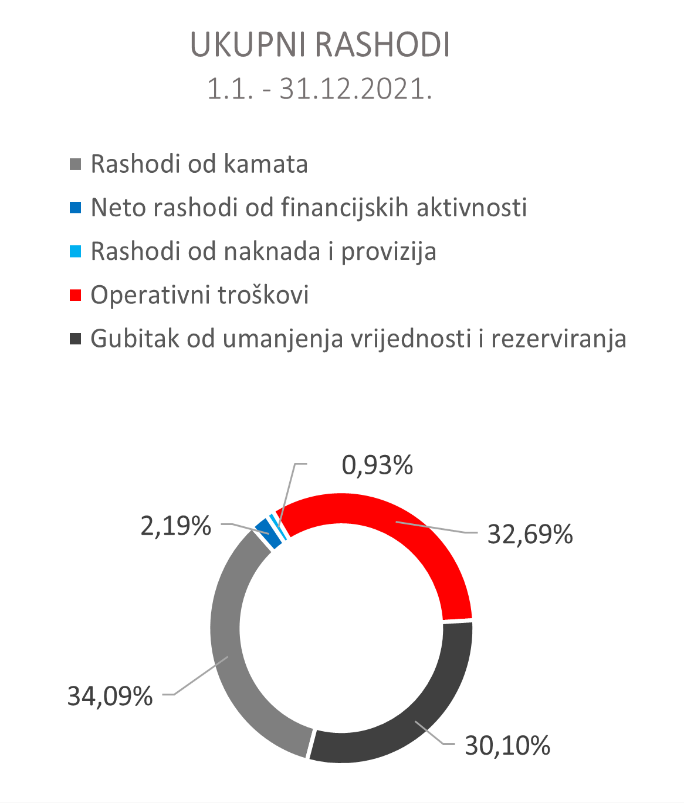 UKUPNI RASHODI
1.1. - 31.12.2021.
Rashodi od kamata
Neto rashodi od financijskih aktivnosti
Rashodi od naknada i provizija
Operativni troškovi
Gubitak od umanjenja vrijednosti i rezerviranja
0,93%
2,19%
32,69%
34,09%
30,10%